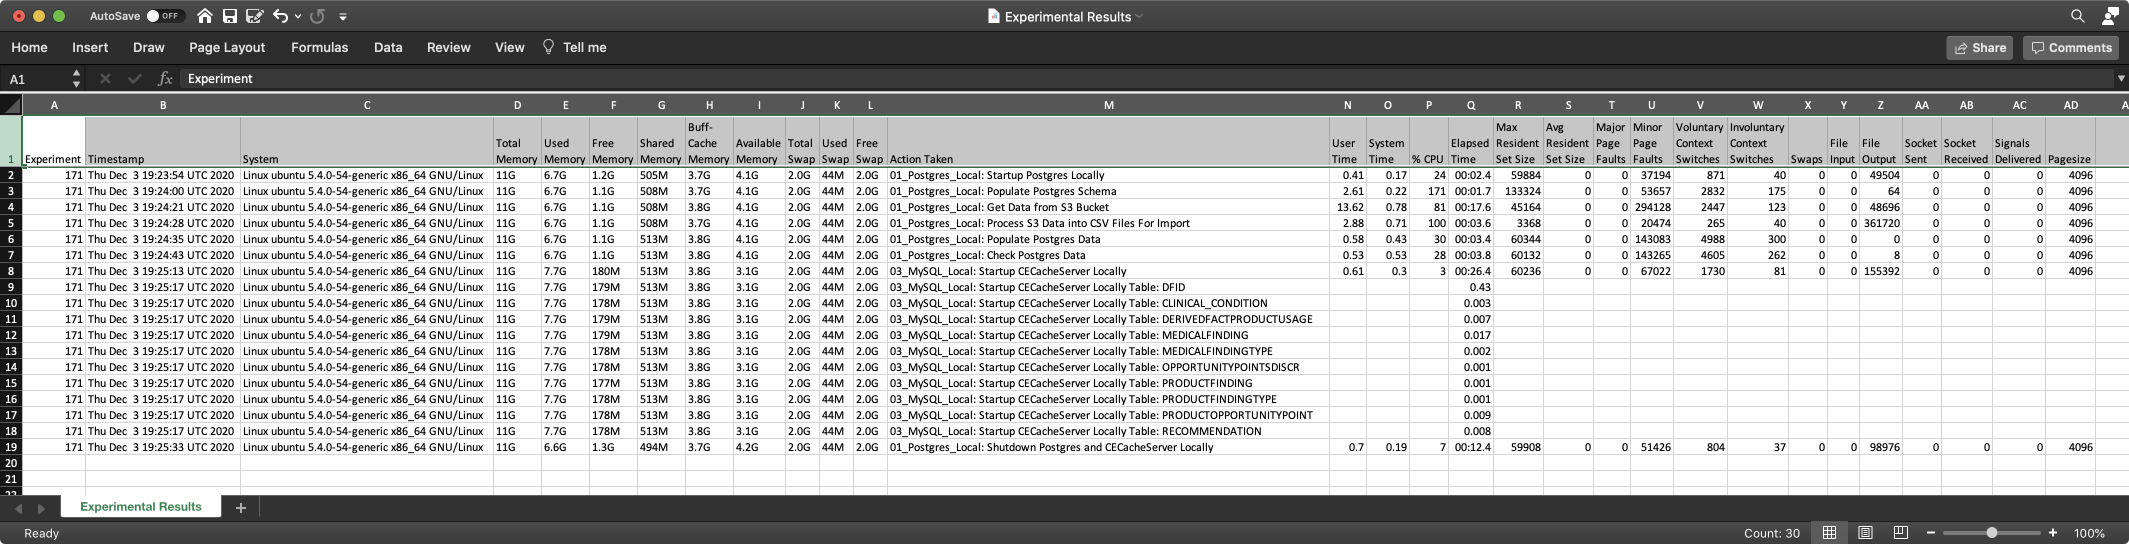 AutoSave OFF Experimental Results
Home Insert Draw Page Layout Formulas Data Review View Tell me Share Comments
A1 fx Experiment
A B C D E F G H I J K L M N O P Q R S T U V W X Y Z AA AB AC AD A
1 Experiment Timestamp System Total Memory Used Memory Free Memory Shared Memory Buff-Cache Memory Available Memory Total Swap Used Swap Free Swap Action Taken User Time System Time % CPU Elapsed Time Max Resident Set Size Avg Resident Set Size Major Page Faults Minor Page Faults Voluntary Context Switches Involuntary Context Switches Swaps File Input File Output Socket Sent Socket Received Signals Delivered Pagesize
2 171 Thu Dec 3 19:23:54 UTC 2020 Linux ubuntu 5.4.0-54-generic x86_64 GNU/Linux 11G 6.7G 1.2G 505M 3.7G 4.1G 2.0G 44M 2.0G 01_Postgres_Local: Startup Postgres Locally 0.41 0.17 24 00:02.4 59884 0 0 37194 871 40 0 0 49504 0 0 0 4096
3 171 Thu Dec 3 19:24:00 UTC 2020 Linux ubuntu 5.4.0-54-generic x86_64 GNU/Linux 11G 6.7G 1.1G 508M 3.7G 4.1G 2.0G 44M 2.0G 01_Postgres_Local: Populate Postgres Schema 2.61 0.22 171 00:01.7 133324 0 0 53657 2832 175 0 0 64 0 0 0 4096
4 171 Thu Dec 3 19:24:21 UTC 2020 Linux ubuntu 5.4.0-54-generic x86_64 GNU/Linux 11G 6.7G 1.1G 508M 3.8G 4.1G 2.0G 44M 2.0G 01_Postgres_Local: Get Data from S3 Bucket 13.62 0.78 81 00:17.6 45164 0 0 294128 2447 123 0 0 48696 0 0 0 4096
5 171 Thu Dec 3 19:24:28 UTC 2020 Linux ubuntu 5.4.0-54-generic x86_64 GNU/Linux 11G 6.7G 1.1G 508M 3.7G 4.1G 2.0G 44M 2.0G 01_Postgres_Local: Process S3 Data into CSV Files For Import 2.88 0.71 100 00:03.6 3368 0 0 20474 265 40 0 0 361720 0 0 0 4096
6 171 Thu Dec 3 19:24:35 UTC 2020 Linux ubuntu 5.4.0-54-generic x86_64 GNU/Linux 11G 6.7G 1.1G 513M 3.8G 4.1G 2.0G 44M 2.0G 01_Postgres_Local: Populate Postgres Data 0.58 0.43 30 00:03.4 60344 0 0 143083 4988 300 0 0 0 0 0 0 4096
7 171 Thu Dec 3 19:24:43 UTC 2020 Linux ubuntu 5.4.0-54-generic x86_64 GNU/Linux 11G 6.7G 1.1G 513M 3.8G 4.1G 2.0G 44M 2.0G 01_Postgres_Local: Check Postgres Data 0.53 0.53 28 00:03.8 60132 0 0 143265 4605 262 0 0 8 0 0 0 4096
8 171 Thu Dec 3 19:25:13 UTC 2020 Linux ubuntu 5.4.0-54-generic x86_64 GNU/Linux 11G 7.7G 180M 513M 3.8G 3.1G 2.0G 44M 2.0G 03_MySQL_Local: Startup CECacheServer Locally 0.61 0.3 3 00:26.4 60236 0 0 67022 1730 81 0 0 155392 0 0 0 4096
9 171 Thu Dec 3 19:25:17 UTC 2020 Linux ubuntu 5.4.0-54-generic x86_64 GNU/Linux 11G 7.7G 179M 513M 3.8G 3.1G 2.0G 44M 2.0G 03_MySQL_Local: Startup CECacheServer Locally Table: DFID 0.43
10 171 Thu Dec 3 19:25:17 UTC 2020 Linux ubuntu 5.4.0-54-generic x86_64 GNU/Linux 11G 7.7G 178M 513M 3.8G 3.1G 2.0G 44M 2.0G 03_MySQL_Local: Startup CECacheServer Locally Table: CLINICAL_CONDITION 0.003
11 171 Thu Dec 3 19:25:17 UTC 2020 Linux ubuntu 5.4.0-54-generic x86_64 GNU/Linux 11G 7.7G 179M 513M 3.8G 3.1G 2.0G 44M 2.0G 03_MySQL_Local: Startup CECacheServer Locally Table: DERIVEDFACTPRODUCTUSAGE 0.007
12 171 Thu Dec 3 19:25:17 UTC 2020 Linux ubuntu 5.4.0-54-generic x86_64 GNU/Linux 11G 7.7G 179M 513M 3.8G 3.1G 2.0G 44M 2.0G 03_MySQL_Local: Startup CECacheServer Locally Table: MEDICALFINDING 0.017
13 171 Thu Dec 3 19:25:17 UTC 2020 Linux ubuntu 5.4.0-54-generic x86_64 GNU/Linux 11G 7.7G 178M 513M 3.8G 3.1G 2.0G 44M 2.0G 03_MySQL_Local: Startup CECacheServer Locally Table: MEDICALFINDINGTYPE 0.002
14 171 Thu Dec 3 19:25:17 UTC 2020 Linux ubuntu 5.4.0-54-generic x86_64 GNU/Linux 11G 7.7G 178M 513M 3.8G 3.1G 2.0G 44M 2.0G 03_MySQL_Local: Startup CECacheServer Locally Table: OPPORTUNITYPOINTSDISCR 0.001
15 171 Thu Dec 3 19:25:17 UTC 2020 Linux ubuntu 5.4.0-54-generic x86_64 GNU/Linux 11G 7.7G 177M 513M 3.8G 3.1G 2.0G 44M 2.0G 03_MySQL_Local: Startup CECacheServer Locally Table: PRODUCTFINDING 0.001
16 171 Thu Dec 3 19:25:17 UTC 2020 Linux ubuntu 5.4.0-54-generic x86_64 GNU/Linux 11G 7.7G 178M 513M 3.8G 3.1G 2.0G 44M 2.0G 03_MySQL_Local: Startup CECacheServer Locally Table: PRODUCTFINDINGTYPE 0.001
17 171 Thu Dec 3 19:25:17 UTC 2020 Linux ubuntu 5.4.0-54-generic x86_64 GNU/Linux 11G 7.7G 178M 513M 3.8G 3.1G 2.0G 44M 2.0G 03_MySQL_Local: Startup CECacheServer Locally Table: PRODUCTOPPORTUNITYPOINT 0.009
18 171 Thu Dec 3 19:25:17 UTC 2020 Linux ubuntu 5.4.0-54-generic x86_64 GNU/Linux 11G 7.7G 178M 513M 3.8G 3.1G 2.0G 44M 2.0G 03_MySQL_Local: Startup CECacheServer Locally Table: RECOMMENDATION 0.008
19 171 Thu Dec 3 19:25:33 UTC 2020 Linux ubuntu 5.4.0-54-generic x86_64 GNU/Linux 11G 6.6G 1.3G 494M 3.7G 4.2G 2.0G 44M 2.0G 01_Postgres_Local: Shutdown Postgres and CECacheServer Locally 0.7 0.19 7 00:12.4 59908 0 0 51426 804 37 0 0 98976 0 0 0 4096
20
21
22
Experimental Results +
Ready Count: 30 100%